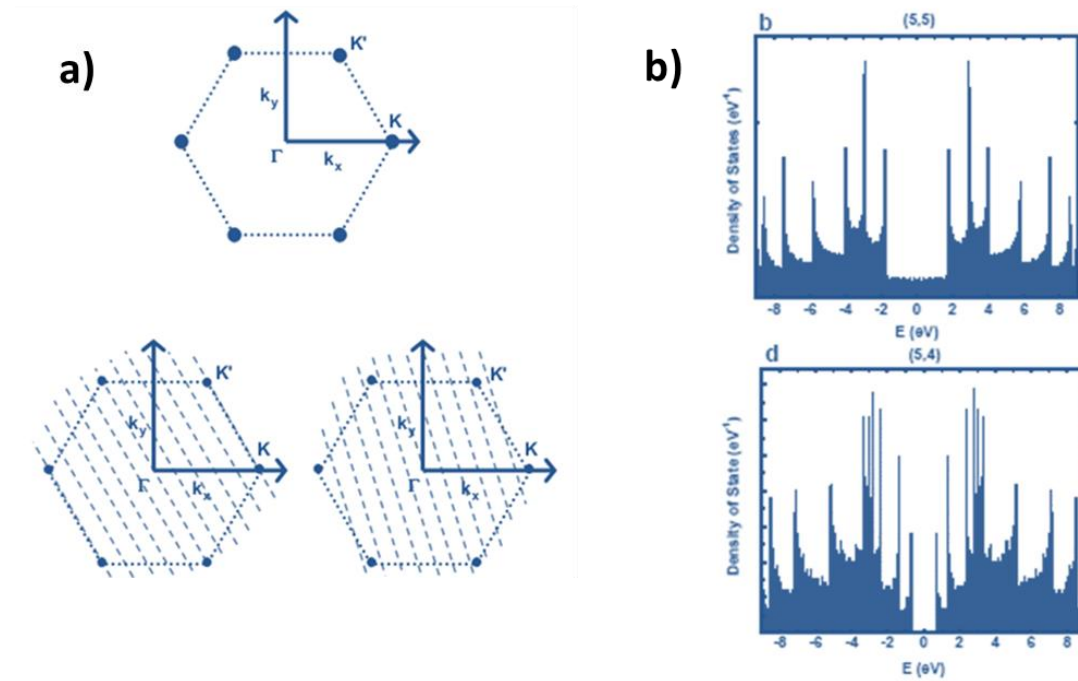 a)
K'
k_y
K
Γ
k_x
K'
k_y
K
Γ
k_x
K'
k_y
K
Γ
k_x
b)
b
(5,5)
Density of States (eV⁻¹)
-8 -6 -4 -2 0 2 4 6 8
E (eV)
d
(5,4)
Density of State (eV⁻¹)
-8 -6 -4 -2 0 2 4 6 8
E (eV)